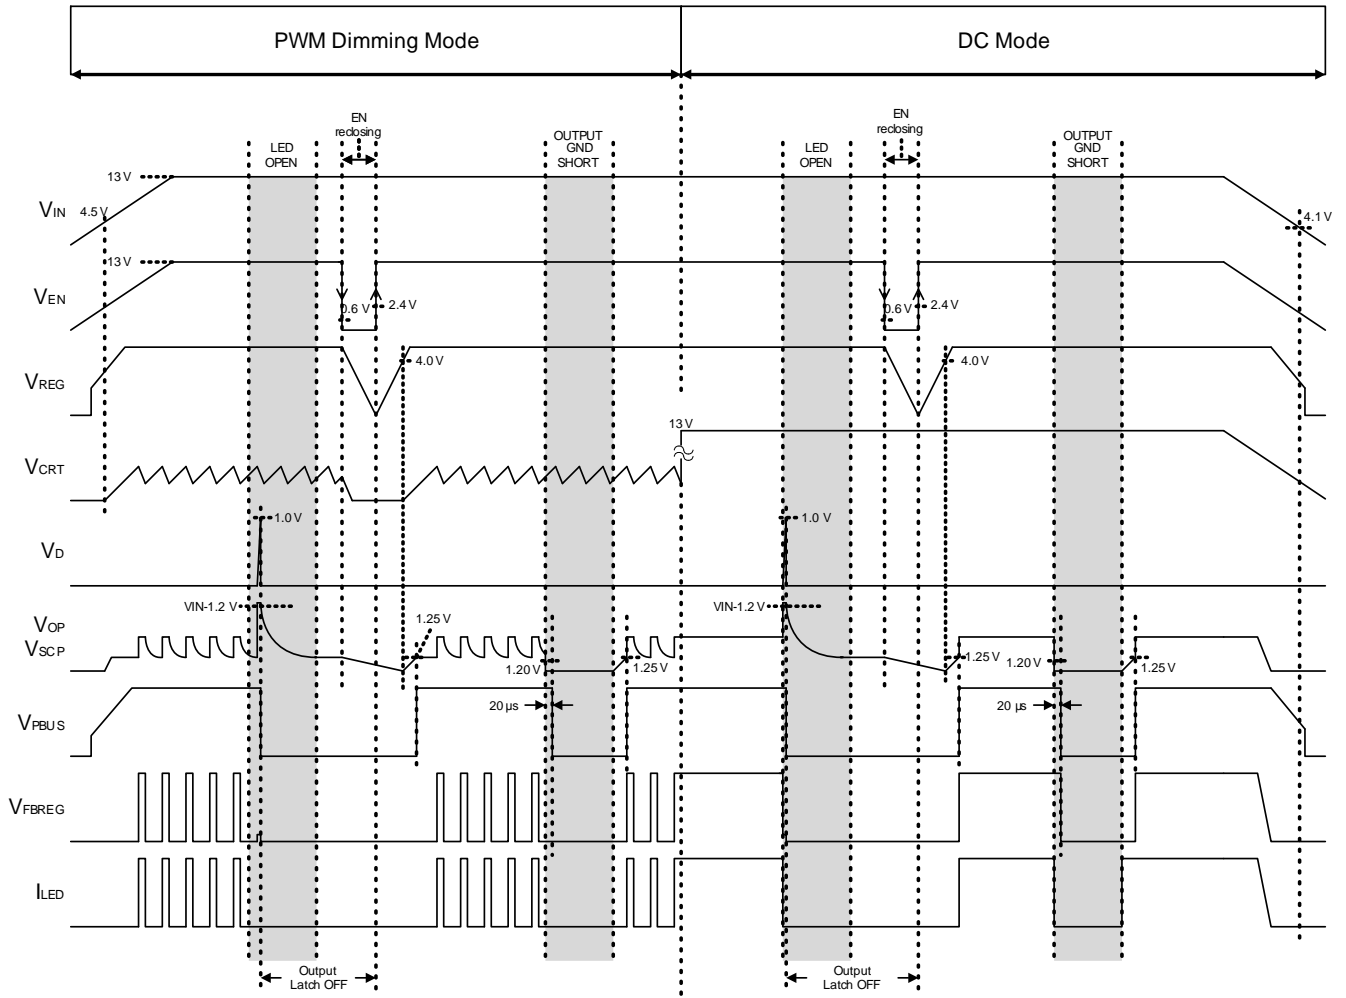 PWM Dimming Mode
DC Mode
LED
OPEN
EN
reclosing
OUTPUT
GND
SHORT
LED
OPEN
EN
reclosing
OUTPUT
GND
SHORT
VIN
13 V
4.5 V
4.1 V
VEN
13 V
0.6 V
2.4 V
0.6 V
2.4 V
VREG
4.0 V
4.0 V
VCRT
13 V
VD
1.0 V
1.0 V
VOP
VSCP
VIN-1.2 V
1.25 V
1.20 V
1.25 V
VIN-1.2 V
1.25 V
1.20 V
1.25 V
VPBUS
20 µs
20 µs
VFBREG
ILED
Output
Latch OFF
Output
Latch OFF